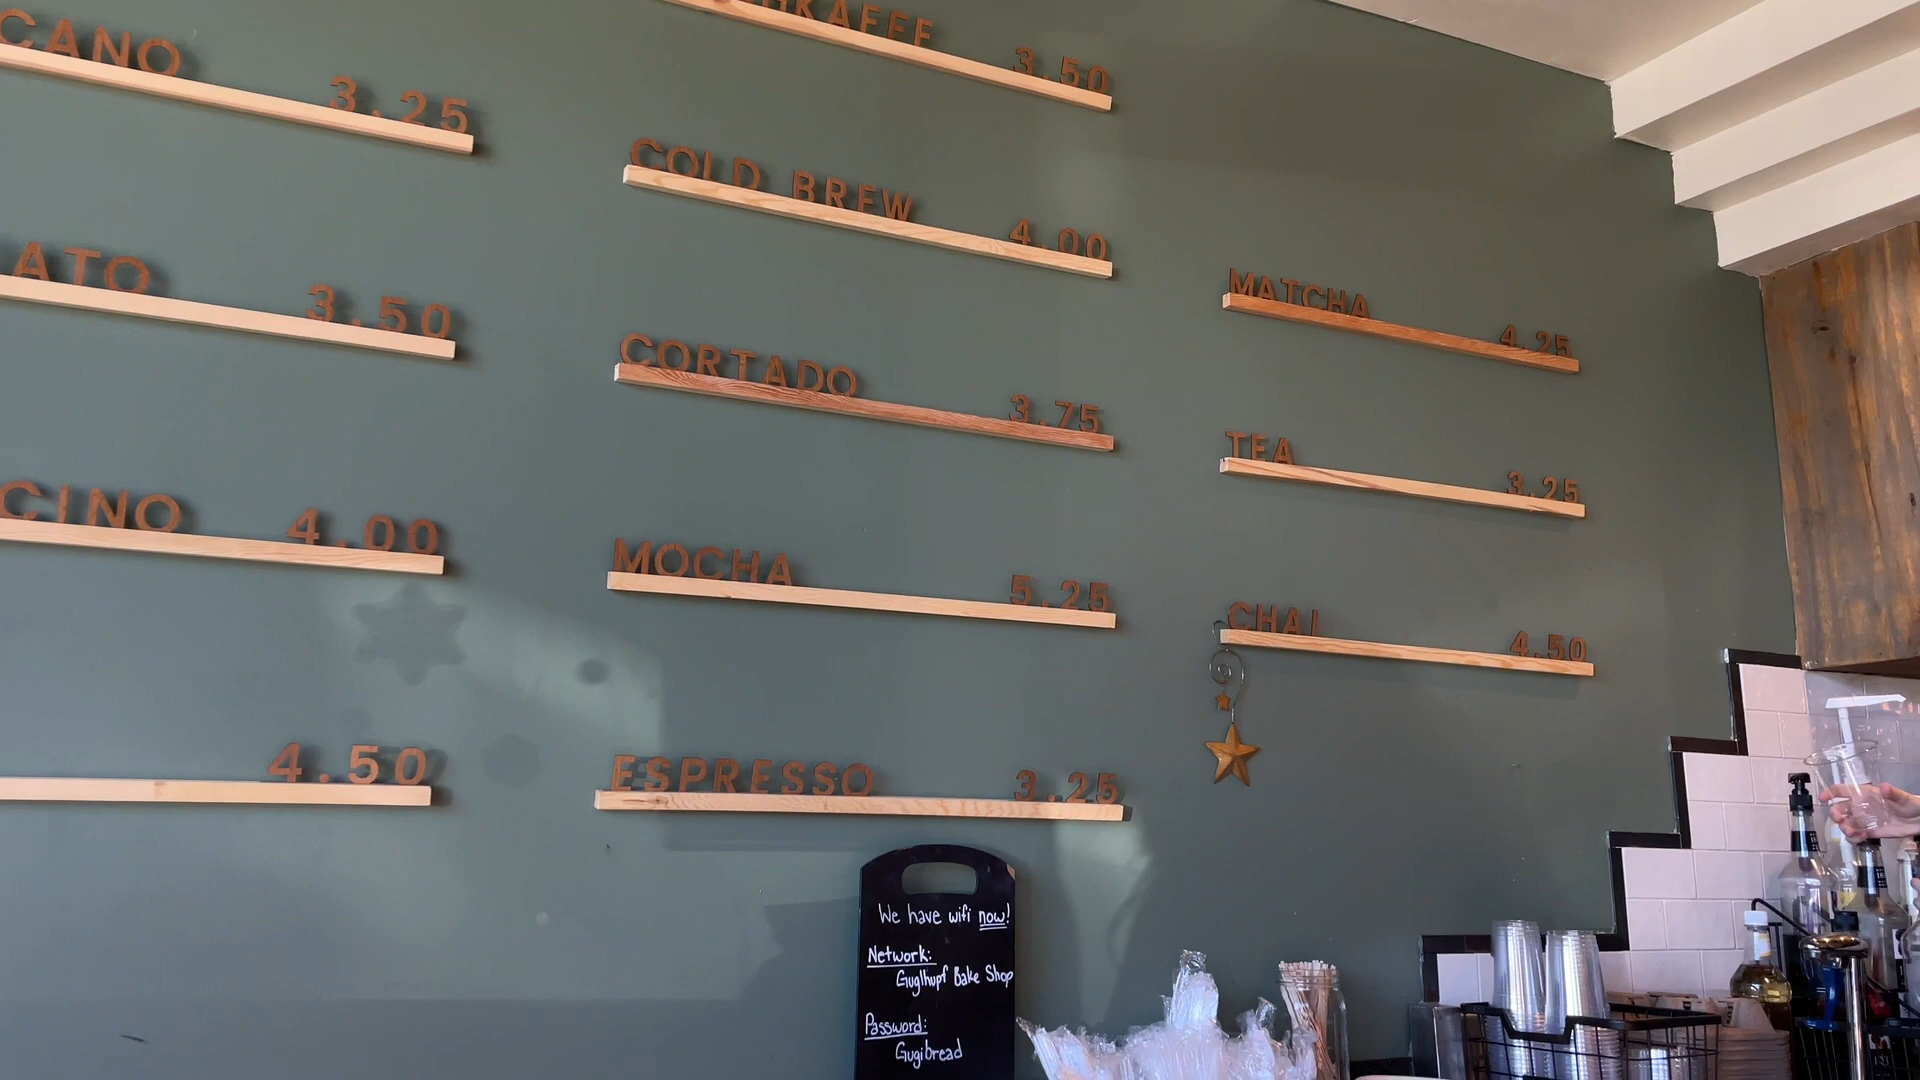 CANO 3.25
ATO 3.50
CINO 4.00
4.50
KAFFE 3.50
COLD BREW 4.00
CORTADO 3.75
MOCHA 5.25
ESPRESSO 3.25
MATCHA 4.25
TEA 3.25
CHAI 4.50
We have wifi now!
Network:
Guglhupf Bake Shop
Password:
Gugibread